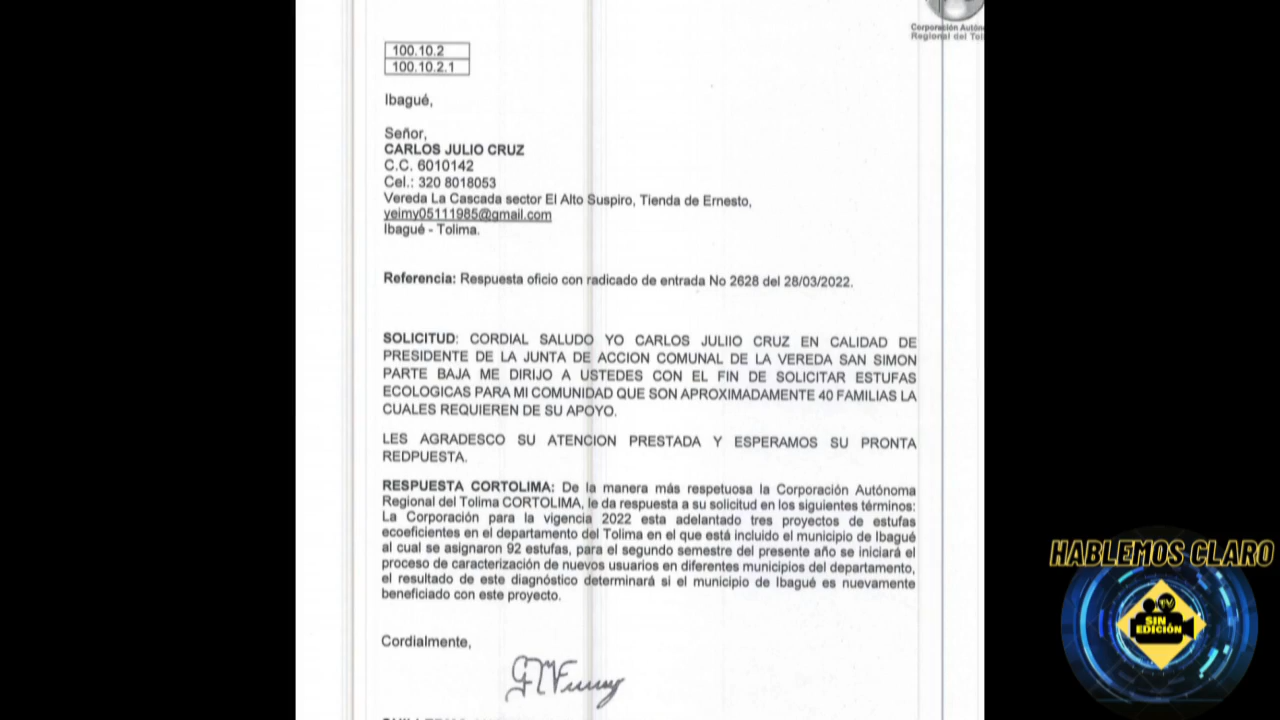 Corporación Autón
Regional del Tol
100.10.2
100.10.2.1
Ibagué,
Señor,
CARLOS JULIO CRUZ
C.C. 6010142
Cel.: 320 8018053
Vereda La Cascada sector El Alto Suspiro, Tienda de Ernesto,
yeimy05111985@gmail.com
Ibagué - Tolima.
Referencia: Respuesta oficio con radicado de entrada No 2628 del 28/03/2022.
SOLICITUD: CORDIAL SALUDO YO CARLOS JULIIO CRUZ EN CALIDAD DE
PRESIDENTE DE LA JUNTA DE ACCION COMUNAL DE LA VEREDA SAN SIMON
PARTE BAJA ME DIRIJO A USTEDES CON EL FIN DE SOLICITAR ESTUFAS
ECOLOGICAS PARA MI COMUNIDAD QUE SON APROXIMADAMENTE 40 FAMILIAS LA
CUALES REQUIEREN DE SU APOYO.
LES AGRADESCO SU ATENCION PRESTADA Y ESPERAMOS SU PRONTA
REDPUESTA.
RESPUESTA CORTOLIMA: De la manera más respetuosa la Corporación Autónoma
Regional del Tolima CORTOLIMA, le da respuesta a su solicitud en los siguientes términos:
La Corporación para la vigencia 2022 esta adelantado tres proyectos de estufas
ecoeficientes en el departamento del Tolima en el que está incluido el municipio de Ibagué
al cual se asignaron 92 estufas, para el segundo semestre del presente año se iniciará el
proceso de caracterización de nuevos usuarios en diferentes municipios del departamento,
el resultado de este diagnóstico determinará si el municipio de Ibagué es nuevamente
beneficiado con este proyecto.
Cordialmente,
HABLEMOS CLARO
TV
SIN
EDICIÓN